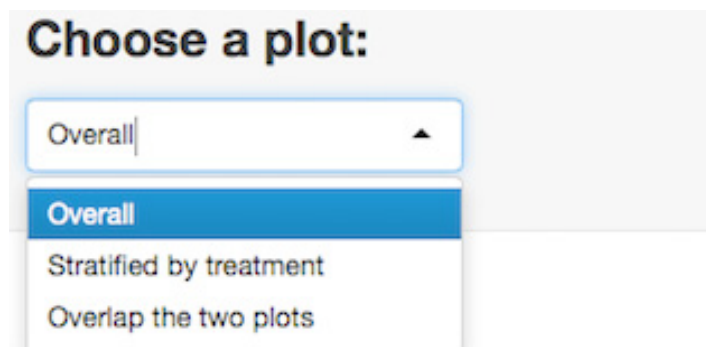 Choose a plot:
Overall
Overall
Stratified by treatment
Overlap the two plots